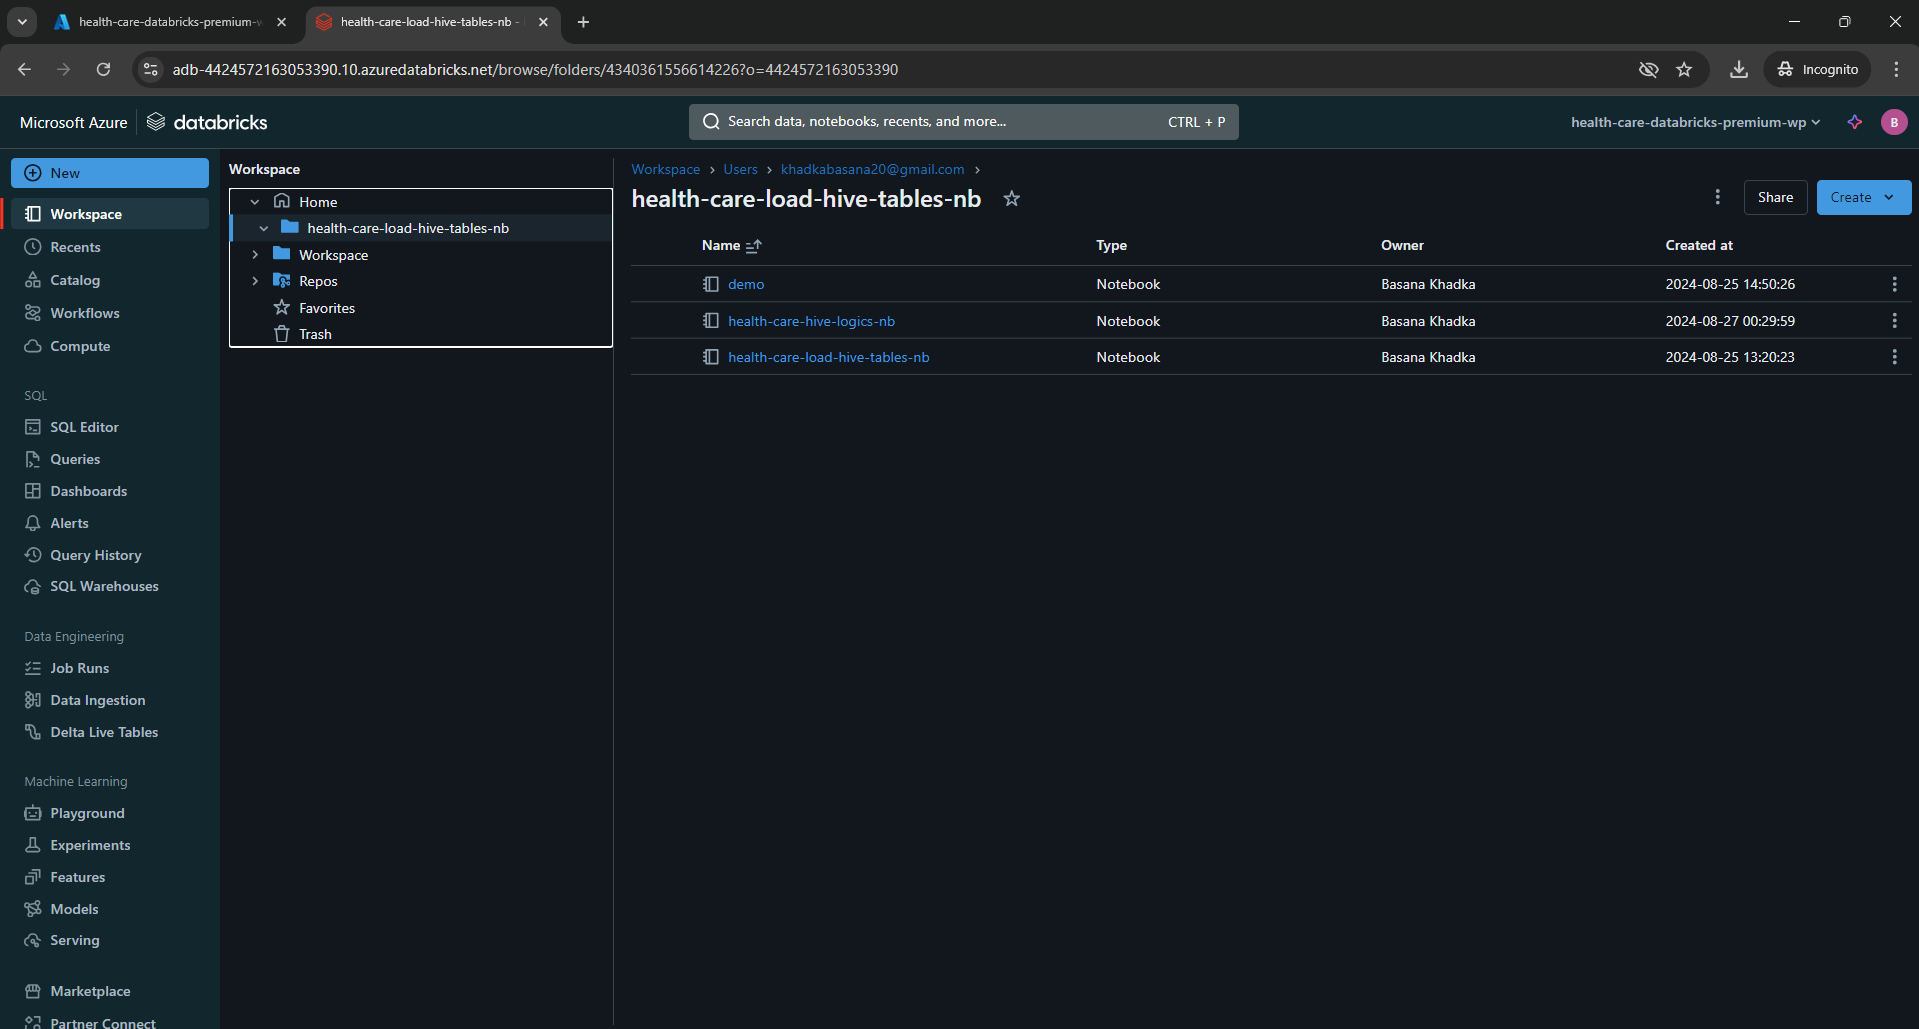 health-care-databricks-premium-w
health-care-load-hive-tables-nb -
adb-4424572163053390.10.azuredatabricks.net/browse/folders/4340361556614226?o=4424572163053390
Incognito
Microsoft Azure
databricks
Search data, notebooks, recents, and more...
CTRL + P
health-care-databricks-premium-wp
B
New
Workspace
Recents
Catalog
Workflows
Compute
SQL
SQL Editor
Queries
Dashboards
Alerts
Query History
SQL Warehouses
Data Engineering
Job Runs
Data Ingestion
Delta Live Tables
Machine Learning
Playground
Experiments
Features
Models
Serving
Marketplace
Partner Connect
Workspace
Home
health-care-load-hive-tables-nb
Workspace
Repos
Favorites
Trash
Workspace > Users > khadkabasana20@gmail.com >
health-care-load-hive-tables-nb
Share
Create
Name Type Owner Created at
demo Notebook Basana Khadka 2024-08-25 14:50:26
health-care-hive-logics-nb Notebook Basana Khadka 2024-08-27 00:29:59
health-care-load-hive-tables-nb Notebook Basana Khadka 2024-08-25 13:20:23